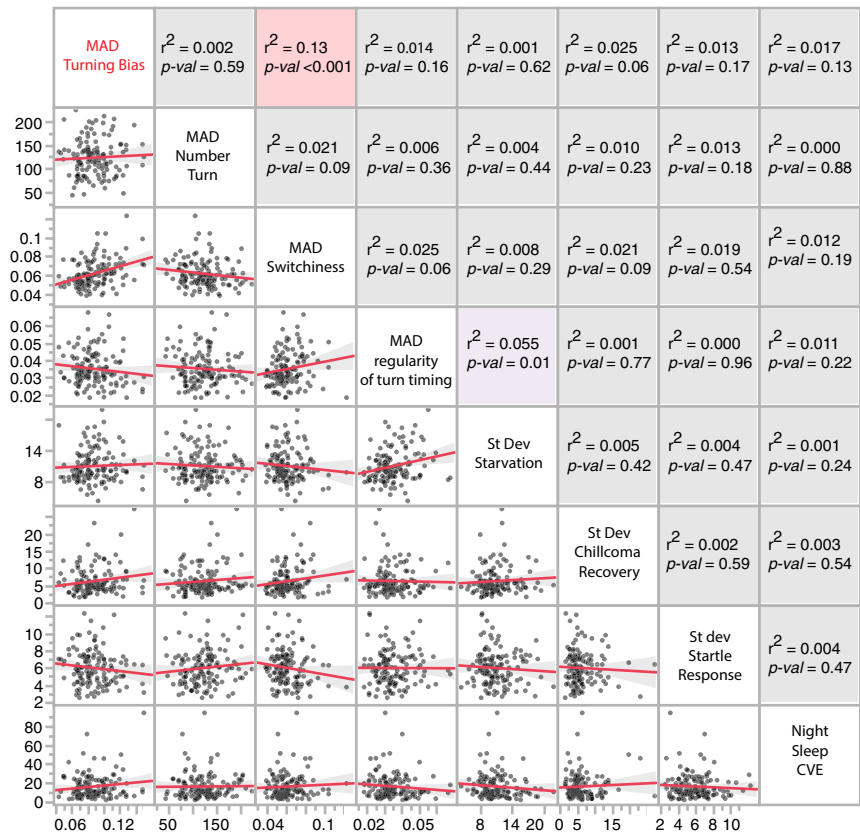 MAD
Turning Bias
r² = 0.002
p-val = 0.59
r² = 0.13
p-val <0.001
r² = 0.014
p-val = 0.16
r² = 0.001
p-val = 0.62
r² = 0.025
p-val = 0.06
r² = 0.013
p-val = 0.17
r² = 0.017
p-val = 0.13
200
150
100
50
MAD
Number
Turn
r² = 0.021
p-val = 0.09
r² = 0.006
p-val = 0.36
r² = 0.004
p-val = 0.44
r² = 0.010
p-val = 0.23
r² = 0.013
p-val = 0.18
r² = 0.000
p-val = 0.88
0.1
0.08
0.06
0.04
MAD
Switchiness
r² = 0.025
p-val = 0.06
r² = 0.008
p-val = 0.29
r² = 0.021
p-val = 0.09
r² = 0.019
p-val = 0.54
r² = 0.012
p-val = 0.19
0.06
0.05
0.04
0.03
0.02
MAD
regularity
of turn timing
r² = 0.055
p-val = 0.01
r² = 0.001
p-val = 0.77
r² = 0.000
p-val = 0.96
r² = 0.011
p-val = 0.22
14
8
St Dev
Starvation
r² = 0.005
p-val = 0.42
r² = 0.004
p-val = 0.47
r² = 0.001
p-val = 0.24
20
15
10
5
0
St Dev
Chillcoma
Recovery
r² = 0.002
p-val = 0.59
r² = 0.003
p-val = 0.54
10
8
6
4
2
St dev
Startle
Response
r² = 0.004
p-val = 0.47
80
60
40
20
0
Night
Sleep
CVE
0.06 0.12 50 150 0.04 0.1 0.02 0.05 8 14 20 0 5 15 2 4 6 8 10